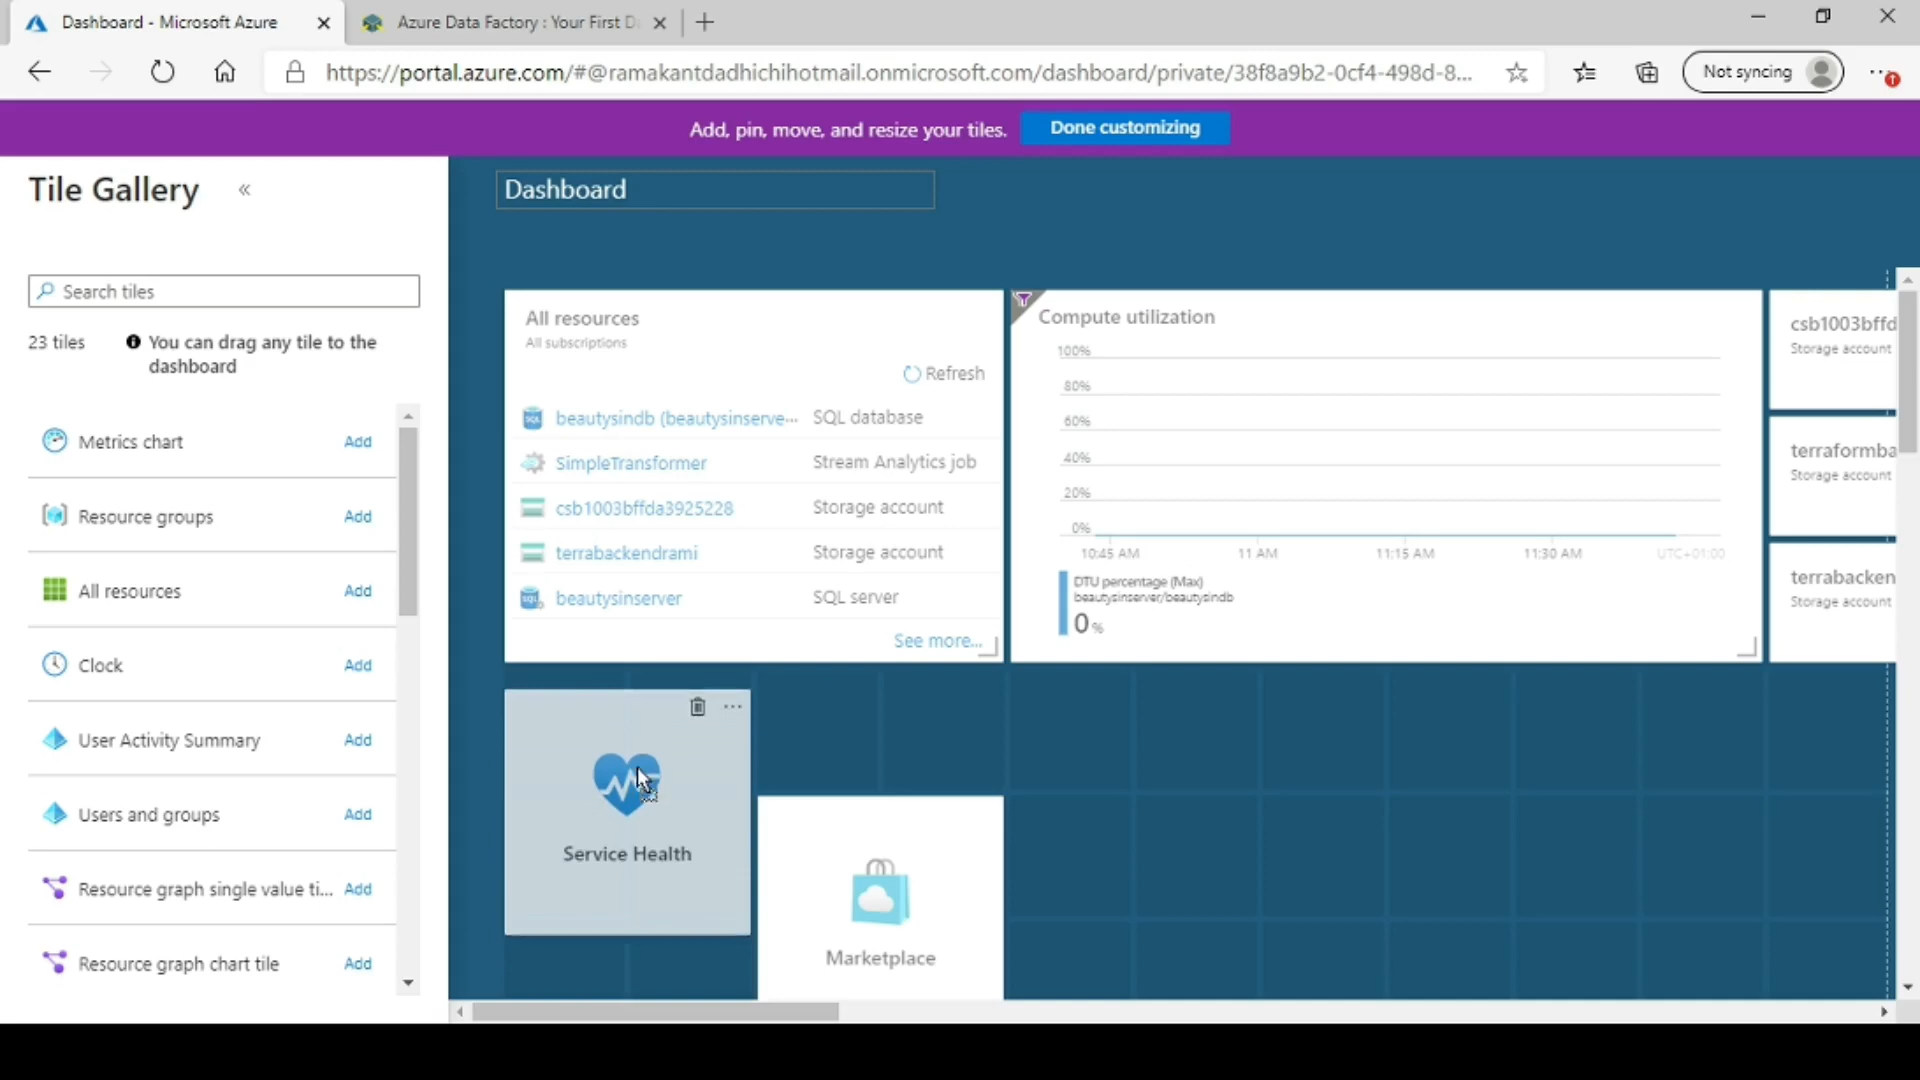 Dashboard - Microsoft Azure
Azure Data Factory : Your First D
https://portal.azure.com/#@ramakantdadhichihotmail.onmicrosoft.com/dashboard/private/38f8a9b2-0cf4-498d-8...
Not syncing
Add, pin, move, and resize your tiles.
Done customizing
Tile Gallery «
Search tiles
23 tiles
You can drag any tile to the
dashboard
Metrics chart Add
Resource groups Add
All resources Add
Clock Add
User Activity Summary Add
Users and groups Add
Resource graph single value ti... Add
Resource graph chart tile Add
Dashboard
All resources
All subscriptions
Refresh
beautysindb (beautysinserve... SQL database
SimpleTransformer Stream Analytics job
csb1003bffda3925228 Storage account
terrabackendrami Storage account
beautysinserver SQL server
See more...
Compute utilization
100%
80%
60%
40%
20%
0%
10:45 AM 11 AM 11:15 AM 11:30 AM UTC+01:00
DTU percentage (Max)
beautysinserver/beautysindb
0 %
csb1003bffd
Storage account
terraformba
Storage account
terrabacken
Storage account
Service Health
Marketplace